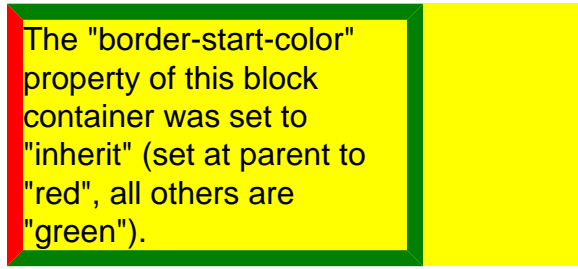 The "border-start-color"
property of this block
container was set to
"inherit" (set at parent to
"red", all others are
"green").